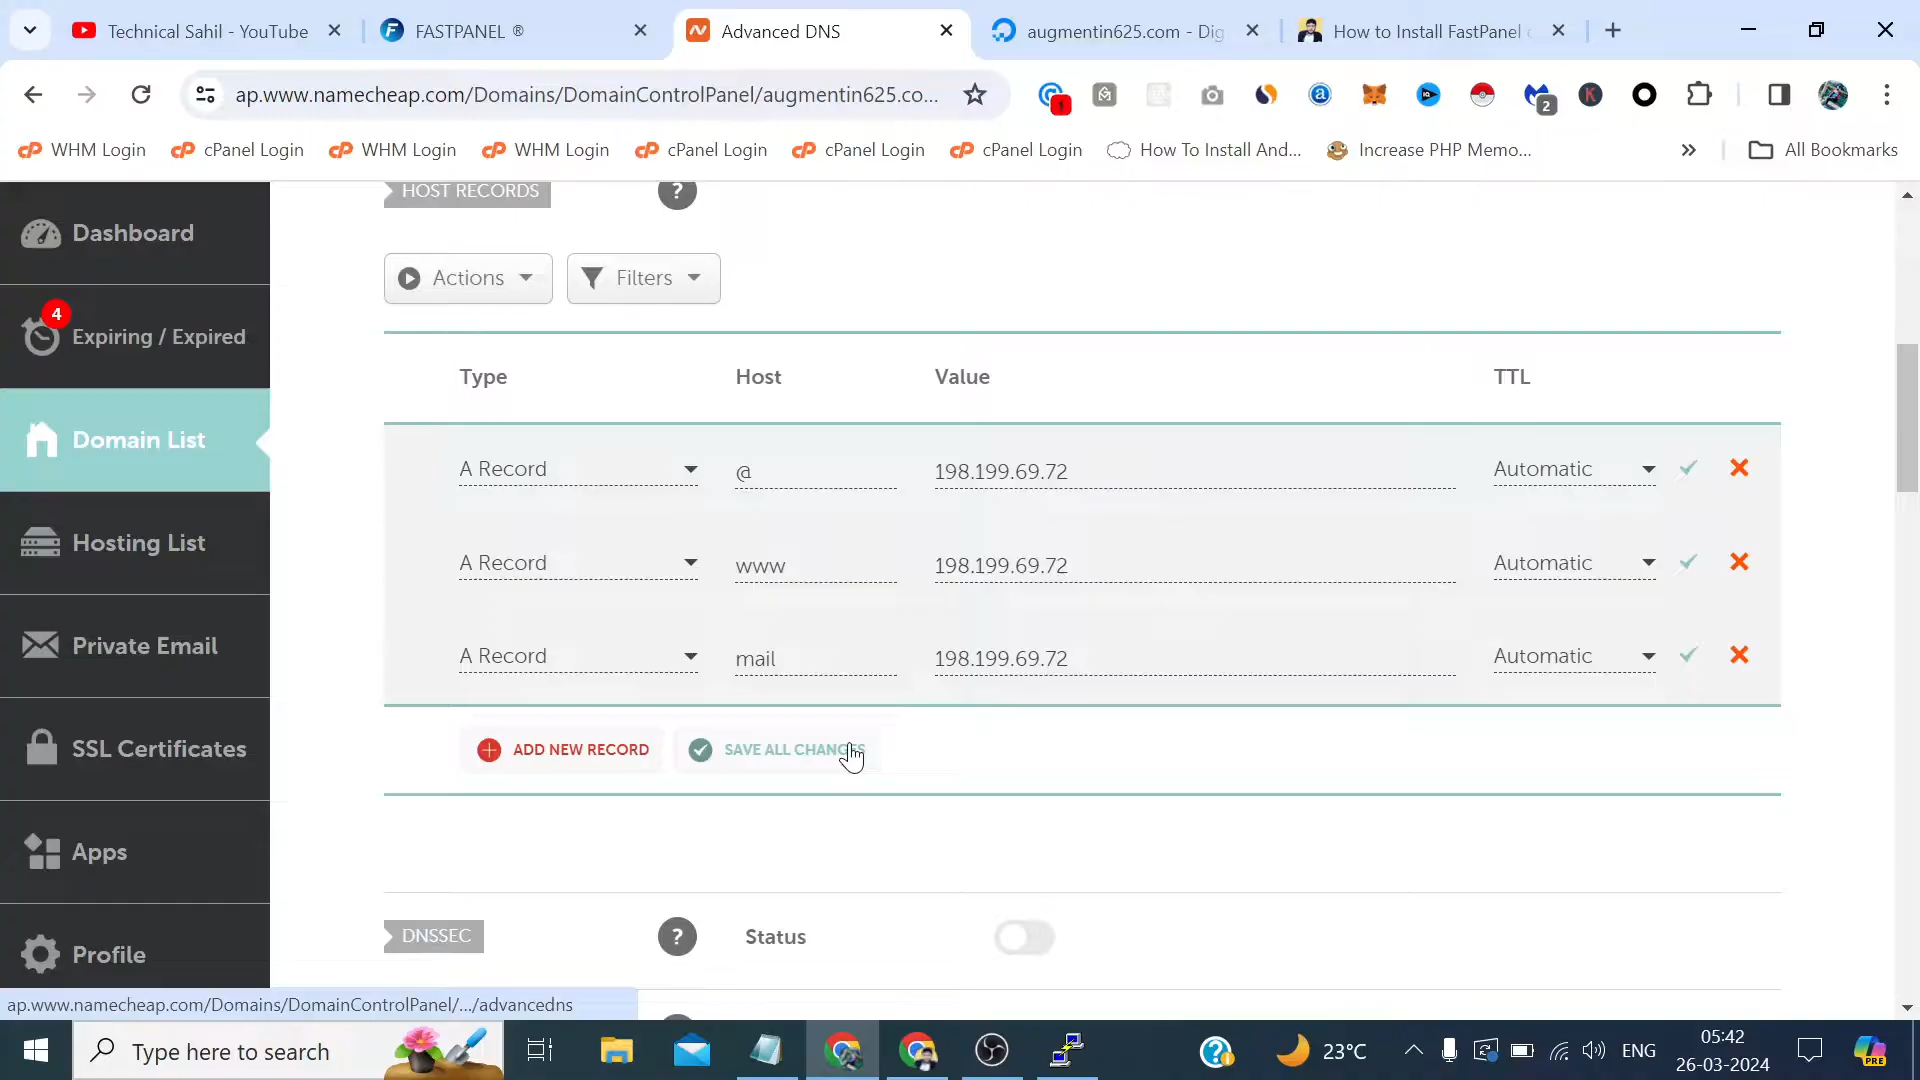 Technical Sahil - YouTube
FASTPANEL ®
Advanced DNS
augmentin625.com - Dig
How to Install FastPanel
ap.www.namecheap.com/Domains/DomainControlPanel/augmentin625.co...
1
2
WHM Login
cPanel Login
WHM Login
WHM Login
cPanel Login
cPanel Login
cPanel Login
How To Install And...
Increase PHP Memo...
»
All Bookmarks
Dashboard
4
Expiring / Expired
Domain List
Hosting List
Private Email
SSL Certificates
Apps
Profile
HOST RECORDS
?
Actions
Filters
Type Host Value TTL
A Record @ 198.199.69.72 Automatic
A Record www 198.199.69.72 Automatic
A Record mail 198.199.69.72 Automatic
ADD NEW RECORD
SAVE ALL CHANGES
DNSSEC
?
Status
ap.www.namecheap.com/Domains/DomainControlPanel/.../advancedns
Type here to search
23°C
ENG
05:42
26-03-2024
PRE